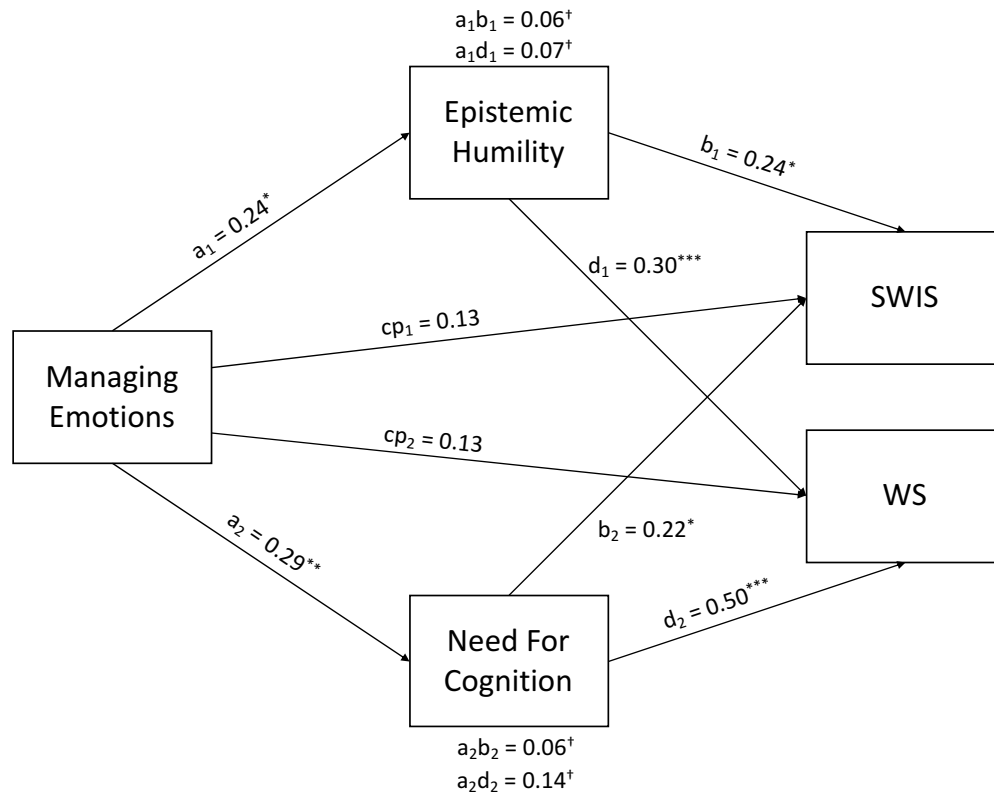 a₁b₁ = 0.06†
a₁d₁ = 0.07†
Epistemic
Humility
b₁ = 0.24*
a₁ = 0.24*
d₁ = 0.30***
SWIS
cp₁ = 0.13
Managing
Emotions
cp₂ = 0.13
WS
b₂ = 0.22*
a₂ = 0.29**
d₂ = 0.50***
Need For
Cognition
a₂b₂ = 0.06†
a₂d₂ = 0.14†